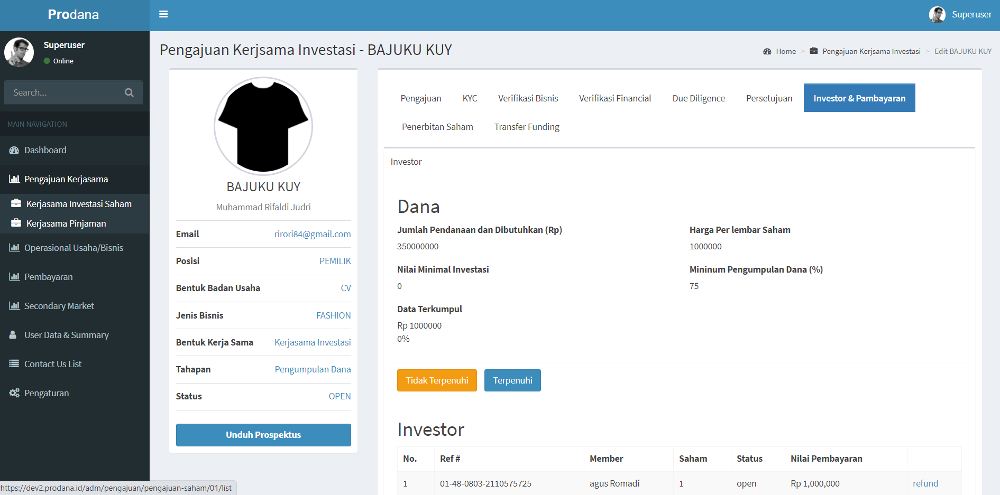 Prodana
Superuser
Superuser
Online
Search...
MAIN NAVIGATION
Dashboard
Pengajuan Kerjasama
Kerjasama Investasi Saham
Kerjasama Pinjaman
Operasional Usaha/Bisnis
Pembayaran
Secondary Market
User Data & Summary
Contact Us List
Pengaturan
Pengajuan Kerjsama Investasi - BAJUKU KUY
Home > Pengajuan Kerjsama Investasi > Edit BAJUKU KUY
BAJUKU KUY
Muhammad Rifaldi Judri
Email rirori84@gmail.com
Posisi PEMILIK
Bentuk Badan Usaha CV
Jenis Bisnis FASHION
Bentuk Kerja Sama Kerjasama Investasi
Tahapan Pengumpulan Dana
Status OPEN
Unduh Prospektus
Pengajuan KYC Verifikasi Bisnis Verifikasi Financial Due Diligence Persetujuan Investor & Pambayaran
Penerbitan Saham Transfer Funding
Investor
Dana
Jumlah Pendanaan dan Dibutuhkan (Rp) Harga Per lembar Saham
350000000 1000000
Nilai Minimal Investasi Mininum Pengumpulan Dana (%)
0 75
Data Terkumpul
Rp 1000000
0%
Tidak Terpenuhi Terpenuhi
Investor
No. Ref # Member Saham Status Nilai Pembayaran
1 01-48-0803-2110575725 agus Romadi 1 open Rp 1,000,000 refund
https://dev2.prodana.id/adm/pengajuan/pengajuan-saham/01/list